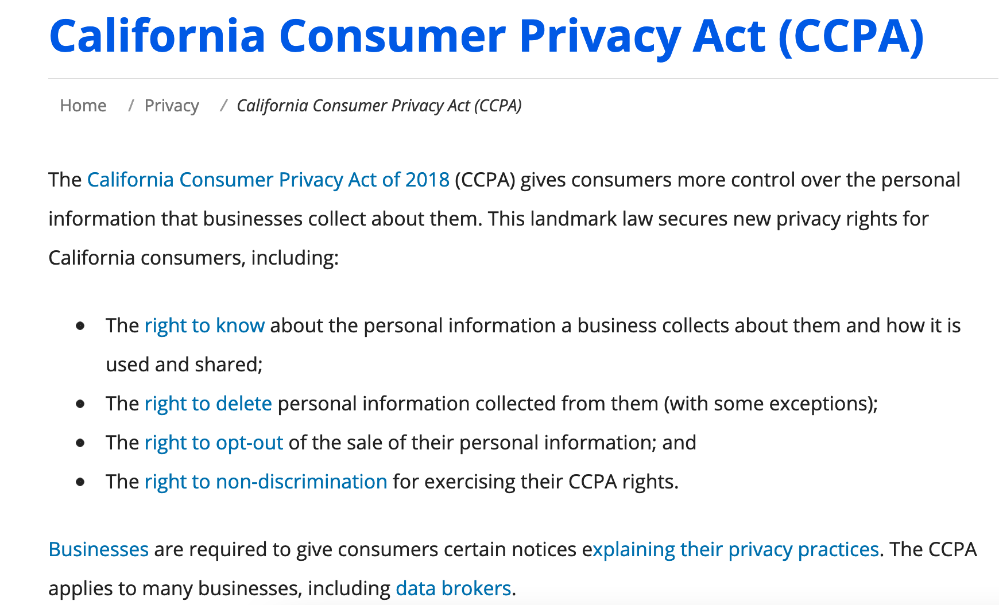 California Consumer Privacy Act (CCPA)
Home / Privacy / California Consumer Privacy Act (CCPA)
The California Consumer Privacy Act of 2018 (CCPA) gives consumers more control over the personal
information that businesses collect about them. This landmark law secures new privacy rights for
California consumers, including:
• The right to know about the personal information a business collects about them and how it is
used and shared;
• The right to delete personal information collected from them (with some exceptions);
• The right to opt-out of the sale of their personal information; and
• The right to non-discrimination for exercising their CCPA rights.
Businesses are required to give consumers certain notices explaining their privacy practices. The CCPA
applies to many businesses, including data brokers.